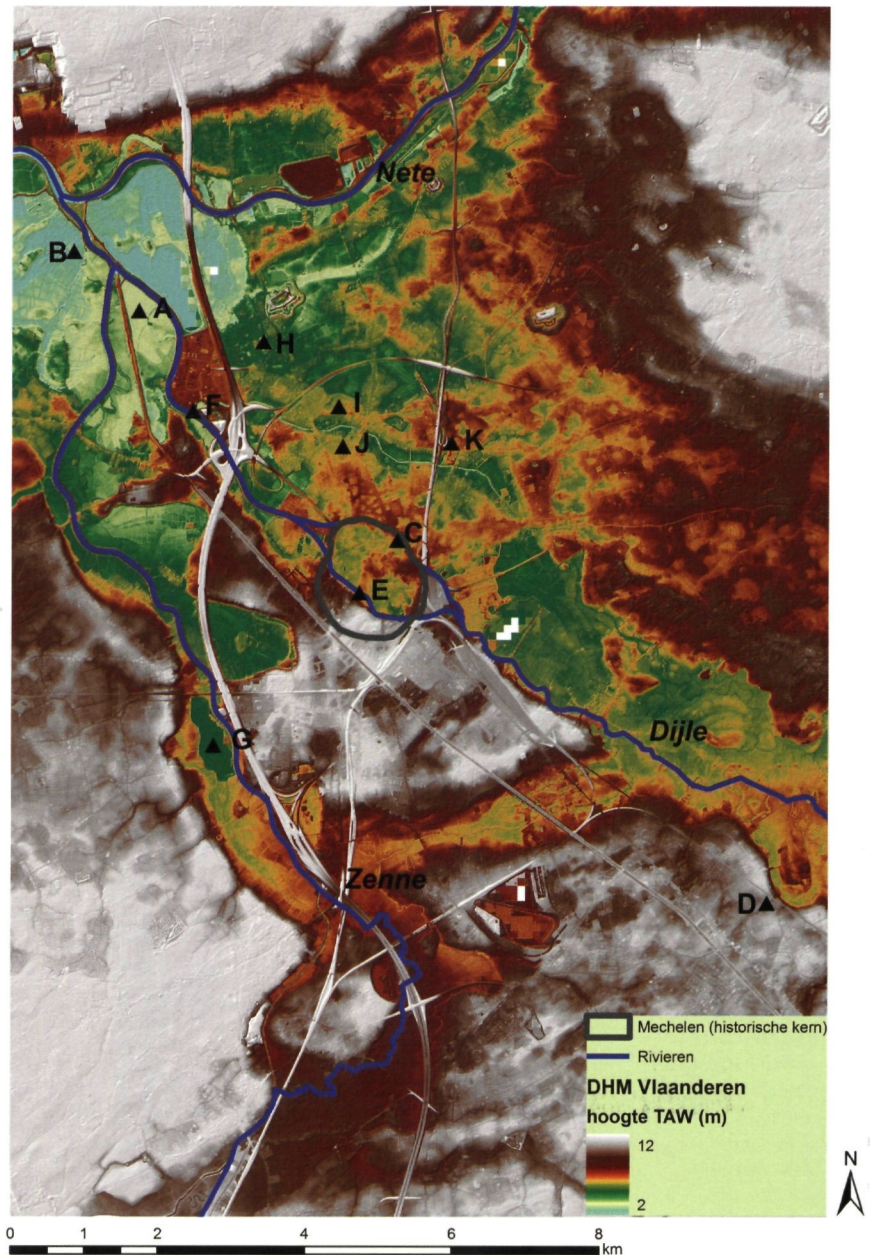 Nete
B
A
H
F
I
J
K
C
E
Dijle
G
Zenne
D
Mechelen (historische kern)
Rivieren
DHM Vlaanderen
hoogte TAW (m)
12
2
N
0 1 2 4 6 8
km